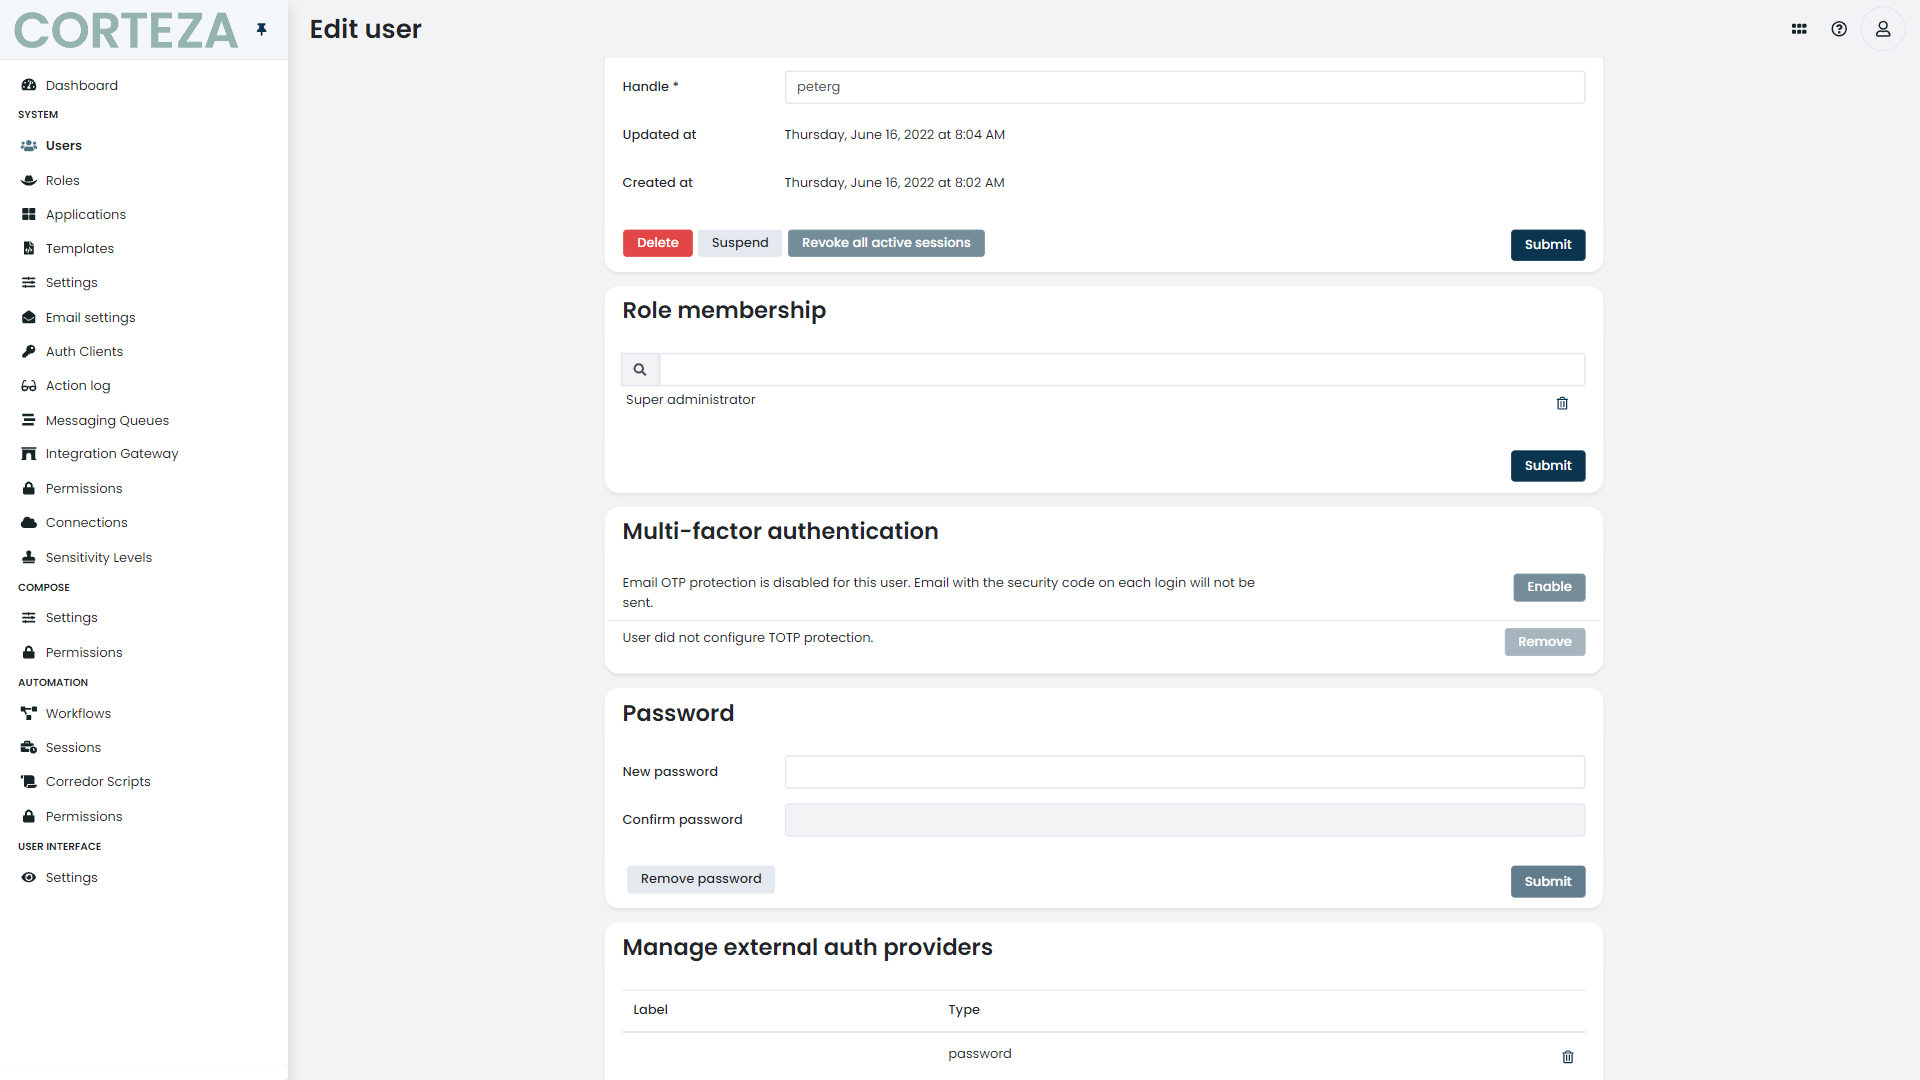 CORTEZA
Edit user
Dashboard
SYSTEM
Users
Roles
Applications
Templates
Settings
Email settings
Auth Clients
Action log
Messaging Queues
Integration Gateway
Permissions
Connections
Sensitivity Levels
COMPOSE
Settings
Permissions
AUTOMATION
Workflows
Sessions
Corredor Scripts
Permissions
USER INTERFACE
Settings
Handle * peterg
Updated at Thursday, June 16, 2022 at 8:04 AM
Created at Thursday, June 16, 2022 at 8:02 AM
Delete Suspend Revoke all active sessions Submit
Role membership
Super administrator
Submit
Multi-factor authentication
Email OTP protection is disabled for this user. Email with the security code on each login will not be
sent.
Enable
User did not configure TOTP protection.
Remove
Password
New password
Confirm password
Remove password Submit
Manage external auth providers
Label Type
password